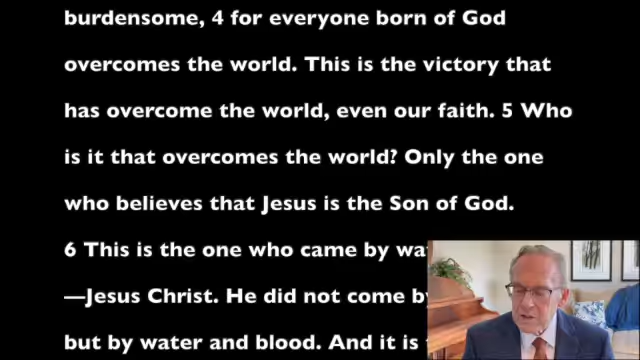 burdensome, 4 for everyone born of God
overcomes the world. This is the victory that
has overcome the world, even our faith. 5 Who
is it that overcomes the world? Only the one
who believes that Jesus is the Son of God.
6 This is the one who came by
—Jesus Christ. He did not come
but by water and blood. And it is